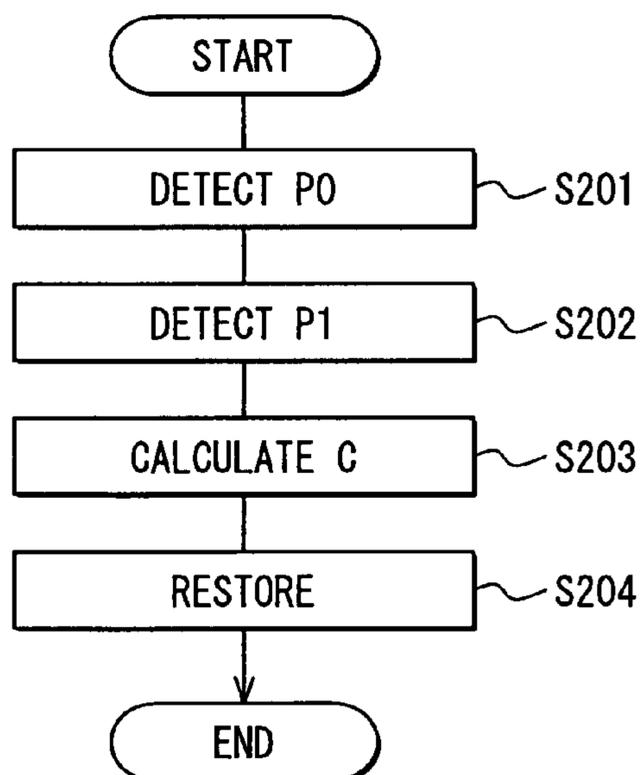 START
DETECT P0
S201
DETECT P1
S202
CALCULATE C
S203
RESTORE
S204
END